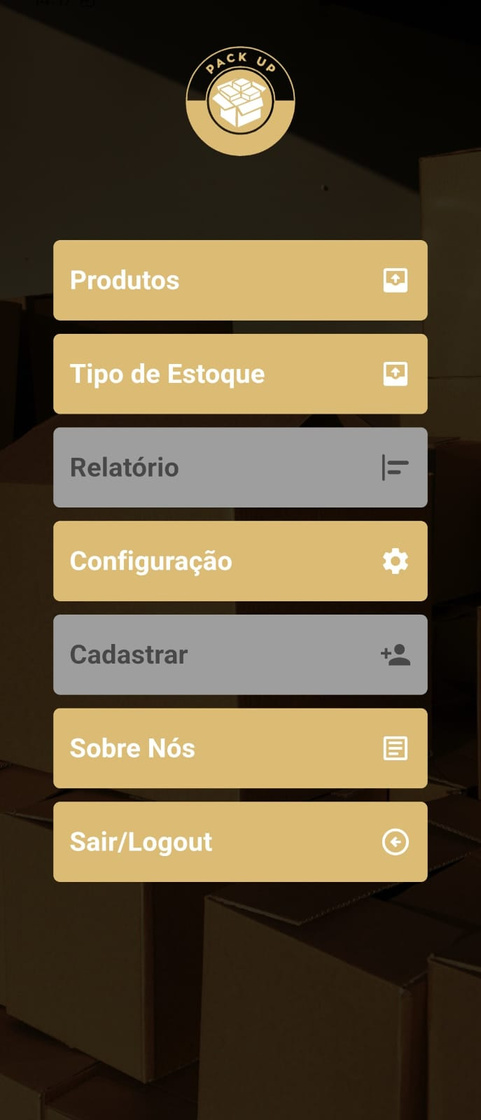 PACK UP
Produtos
Tipo de Estoque
Relatório
Configuração
Cadastrar
Sobre Nós
Sair/Logout